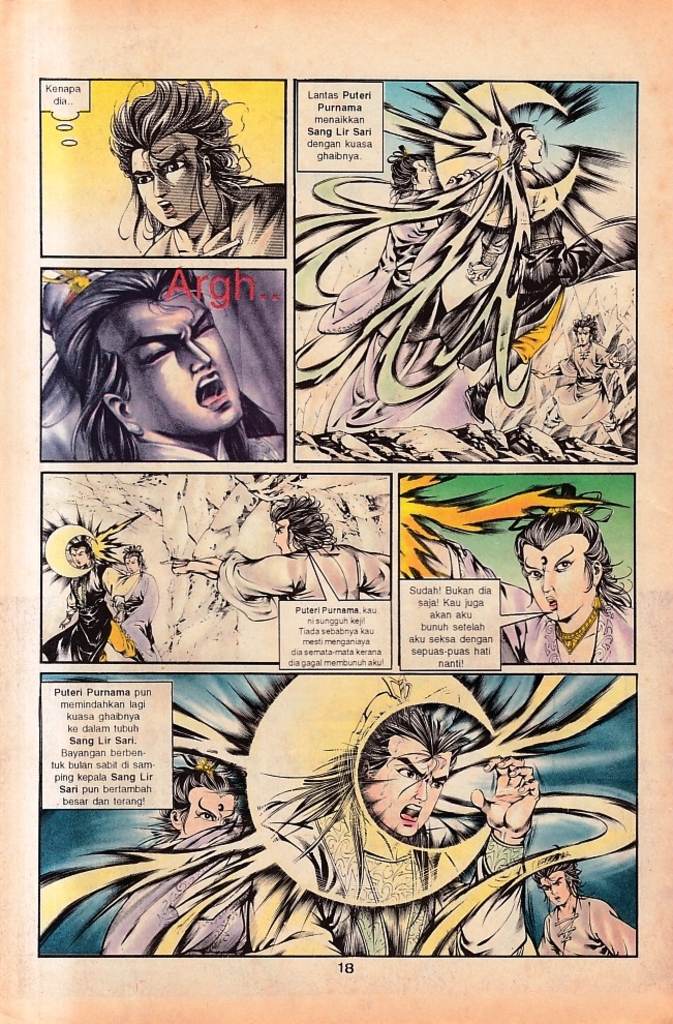 Kenapa
dia..
Lantas Puteri
Purnama
menaikkan
Sang Lir Sari
dengan kuasa
ghaibnya.
Argh..
Puteri Purnama, kau
ni sungguh keji!
Tiada sebabnya kau
mesti menganiaya
dia semata-mata kerana
dia gagal membunuh aku!
Sudah! Bukan dia
saja! Kau juga
akan aku
bunuh setelah
aku seksa dengan
sepuas-puas hati
nanti!
Puteri Purnama pun
memindahkan lagi
kuasa ghaibnya
ke dalam tubuh
Sang Lir Sari.
Bayangan berben-
tuk bulan sabit di sam-
ping kepala Sang Lir
Sari pun bertambah
besar dan terang!
18